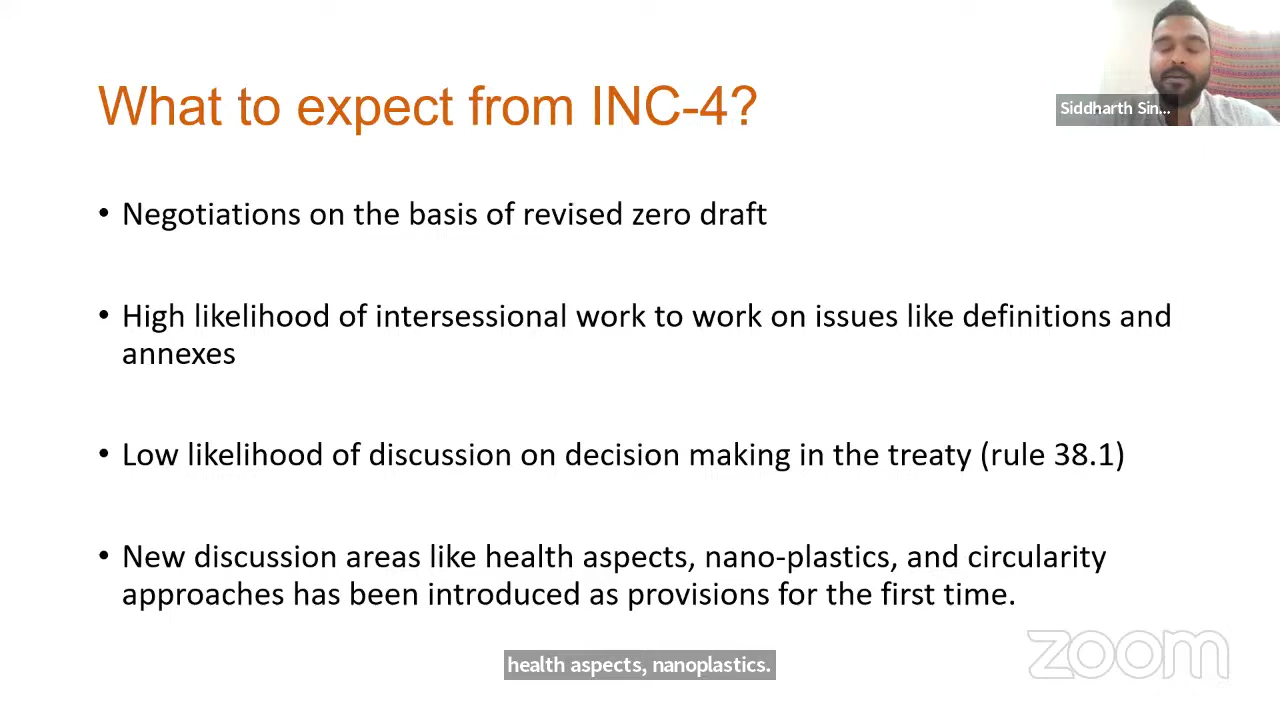 What to expect from INC-4?
Siddharth Sin...
• Negotiations on the basis of revised zero draft
• High likelihood of intersessional work to work on issues like definitions and
annexes
• Low likelihood of discussion on decision making in the treaty (rule 38.1)
• New discussion areas like health aspects, nano-plastics, and circularity
approaches has been introduced as provisions for the first time.
health aspects, nanoplastics.
zoom